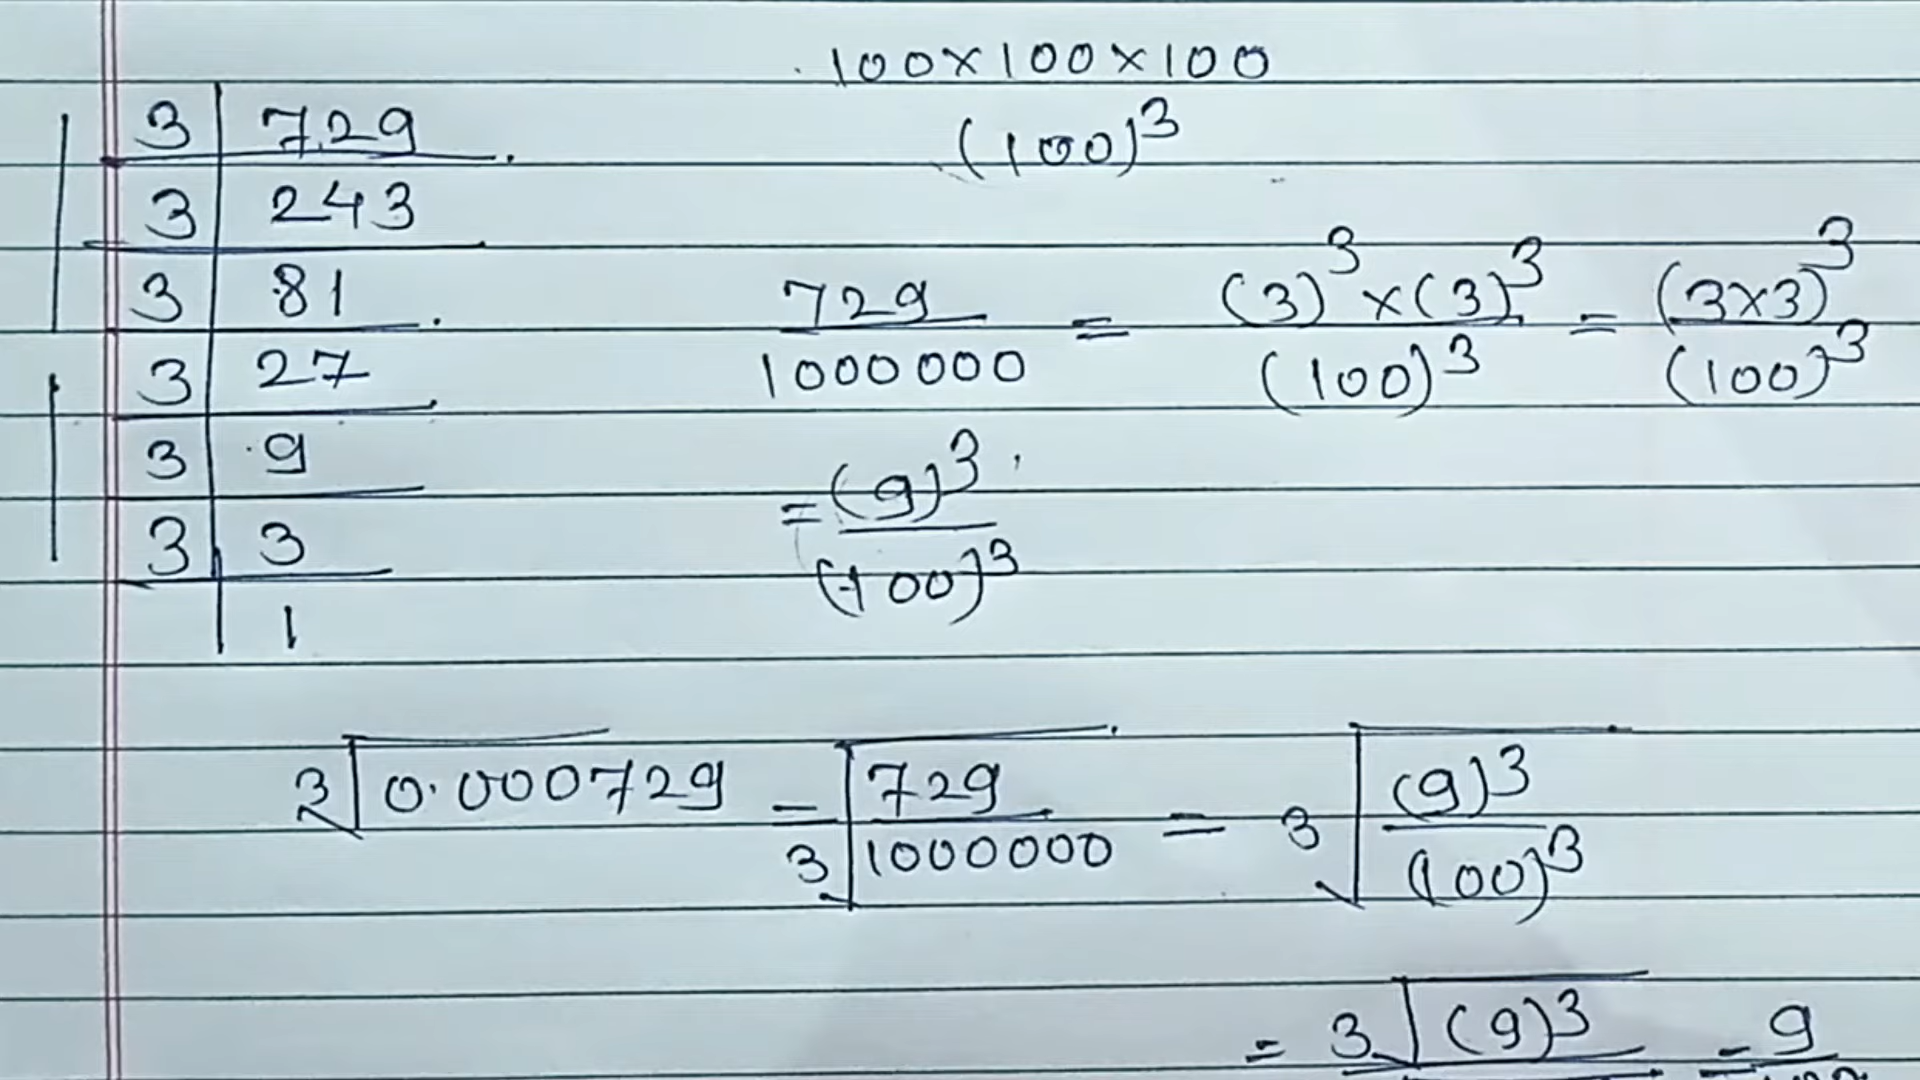 100×100×100
(100)³
3 | 729
3 | 243
3 | 81
3 | 27
3 | 9
3 | 3
1
729/1000000 = (3)³×(3)³/(100)³ = (3×3)³/(100)³
= (9)³/(100)³
∛0.000729 = ∛729/1000000 = ∛(9)³/(100)³
= ∛(9)³ = 9